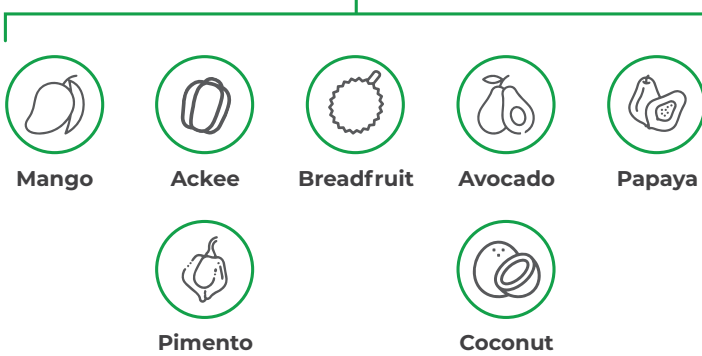 Mango
Ackee
Breadfruit
Avocado
Papaya
Pimento
Coconut